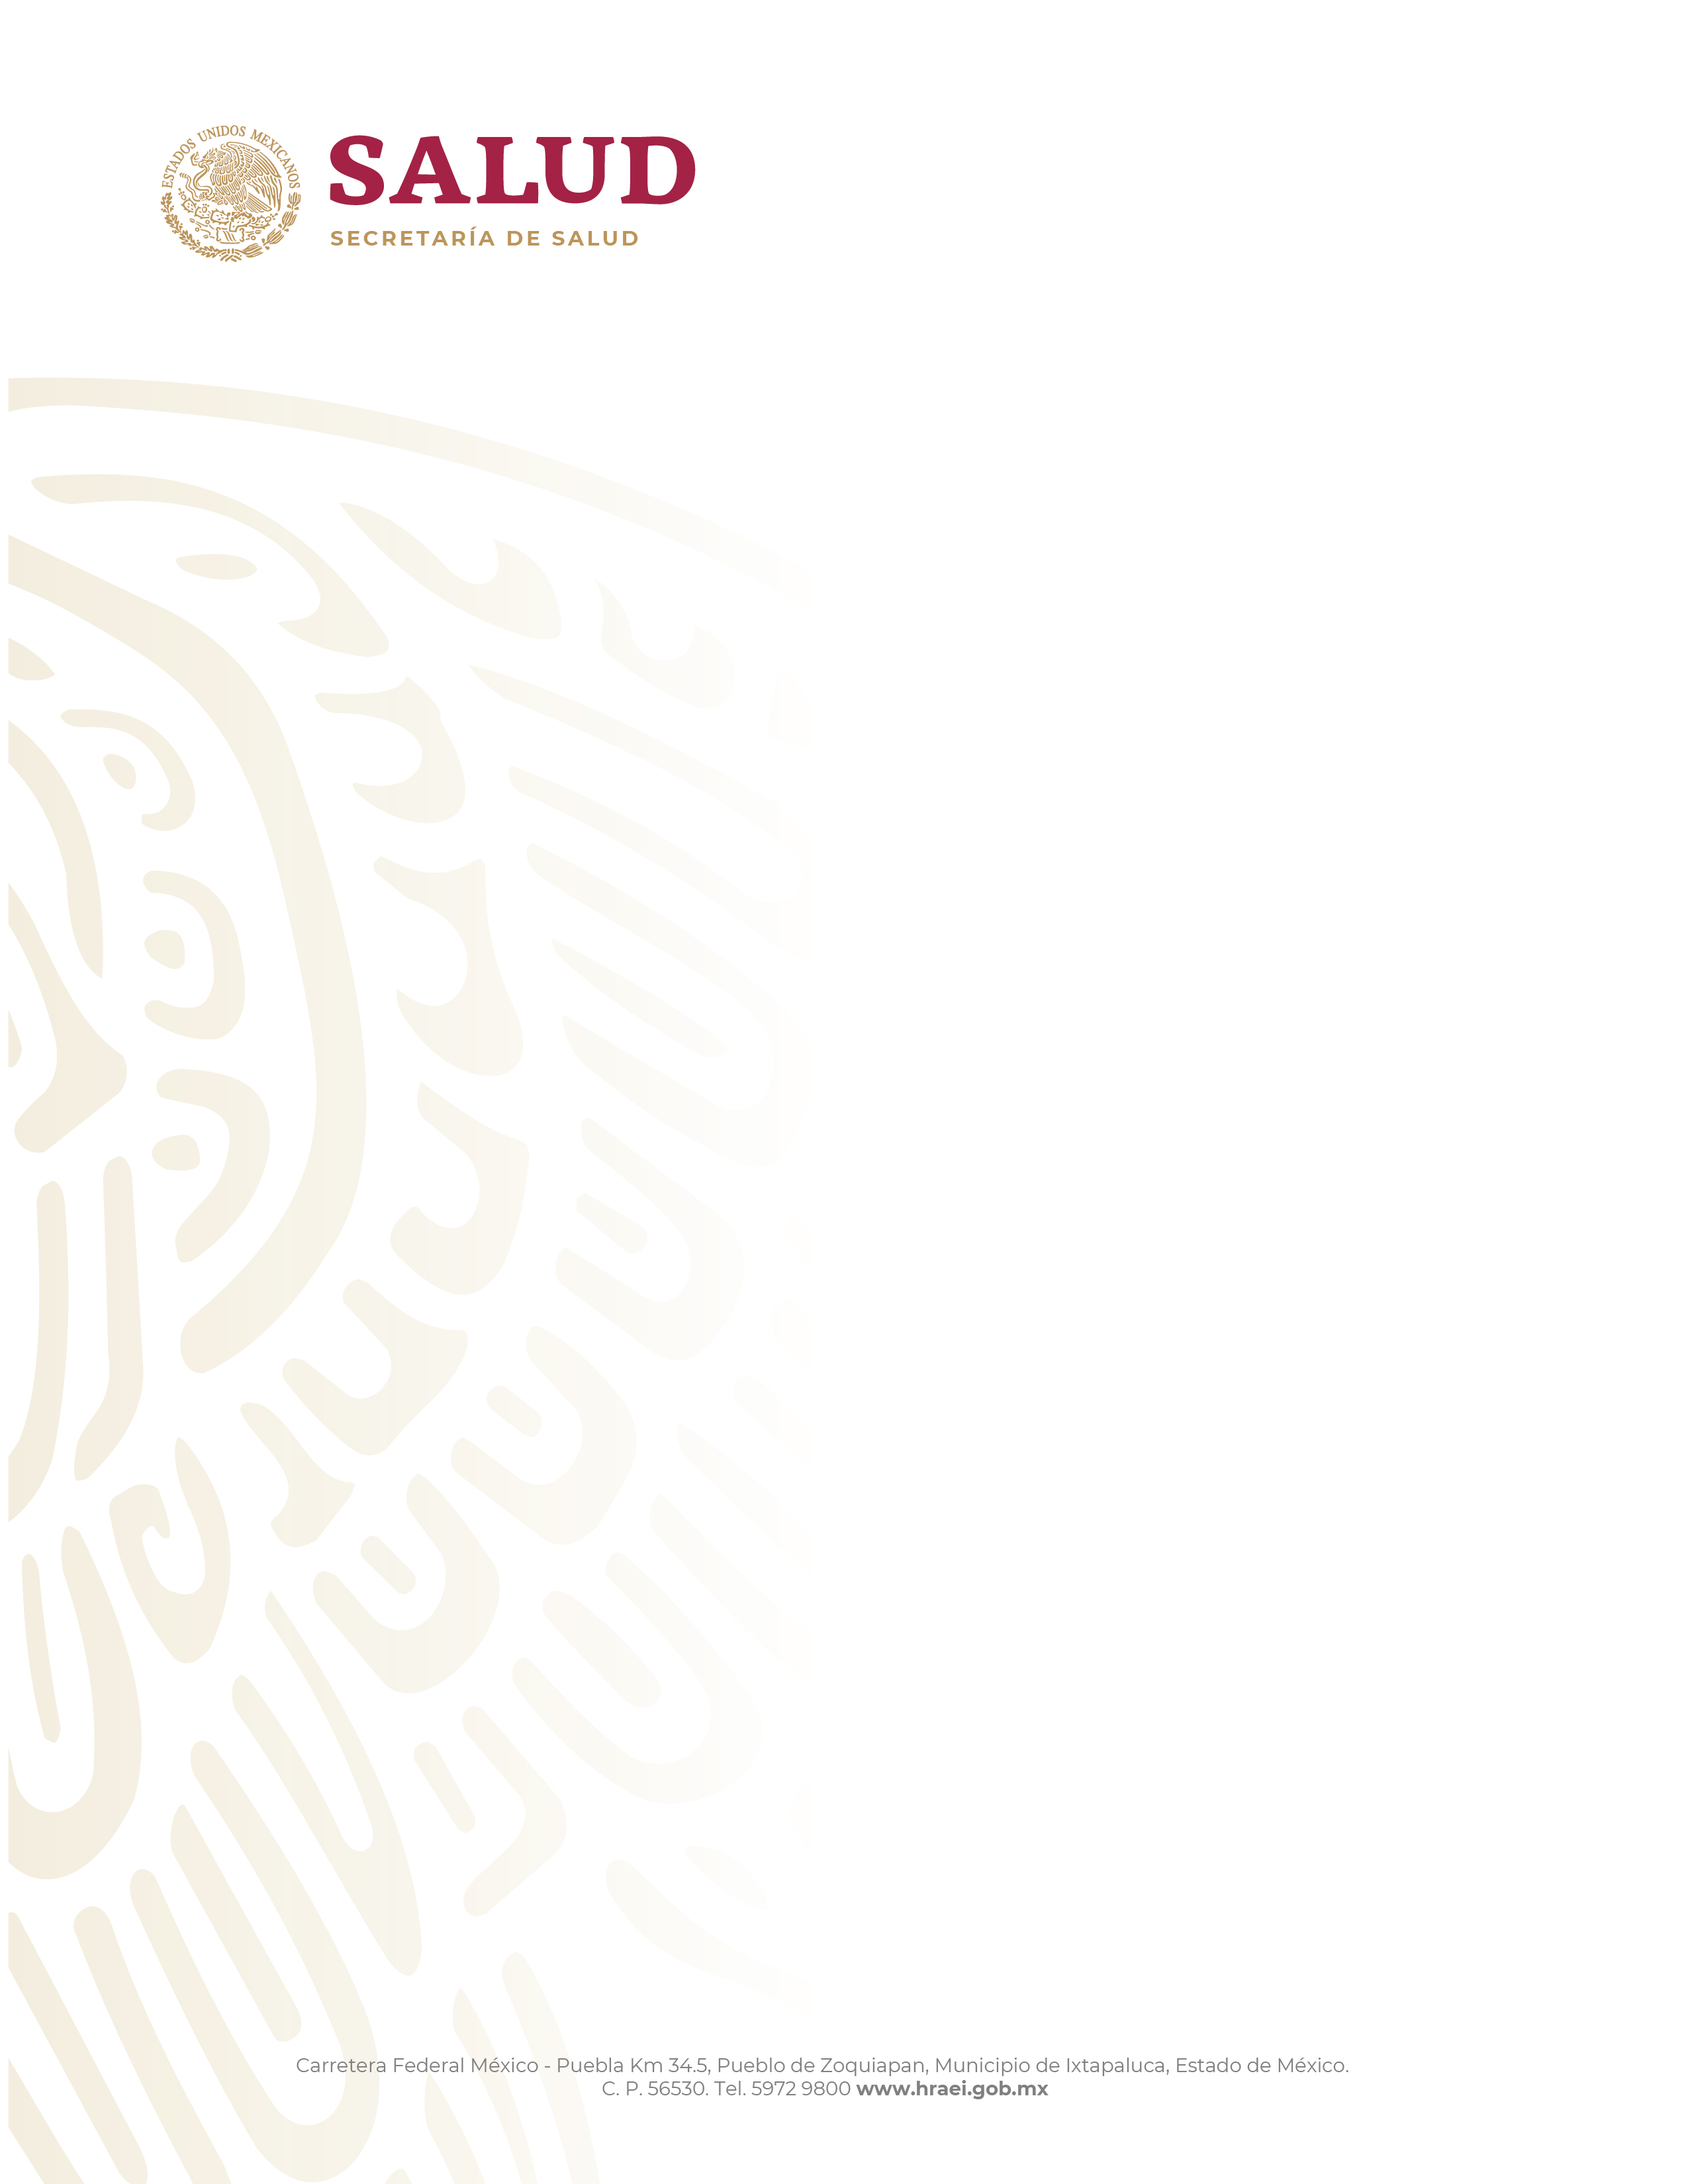 ESTADOS UNIDOS MEXICANOS
SALUD
SECRETARÍA DE SALUD
Carretera Federal México - Puebla Km 34.5, Pueblo de Zoquiapan, Municipio de Ixtapaluca, Estado de México.
C. P. 56530. Tel. 5972 9800 www.hraei.gob.mx